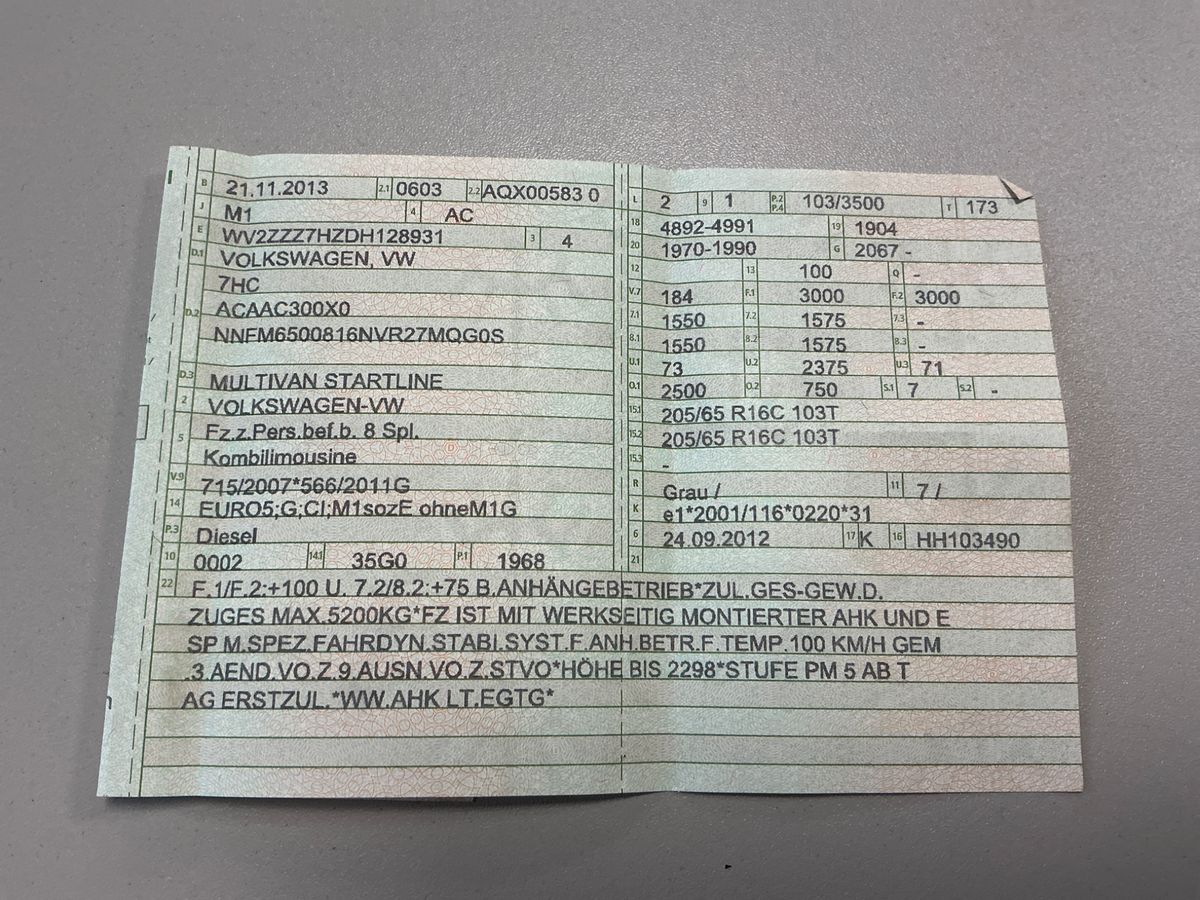 B 21.11.2013 2.1 0603 2.2 AQX00583 0
J M1 4 AC
E WV2ZZZ7HZDH128931 3 4
D.1 VOLKSWAGEN, VW
7HC
D.2 ACAAC300X0
NNFM6500816NVR27MQG0S
D.3 MULTIVAN STARTLINE
2 VOLKSWAGEN-VW
5 Fz.z.Pers.bef.b. 8 Spl.
Kombilimousine
V.9 715/2007*566/2011G
14 EURO5;G;CI;M1sozE ohneM1G
P.3 Diesel
10 0002 14.1 35G0 P.1 1968
L 2 9 1 P.2 P.4 103/3500 T 173
18 4892-4991 19 1904
20 1970-1990 G 2067 -
12 13 100 Q -
V.7 184 F.1 3000 F.2 3000
7.1 1550 7.2 1575 7.3 -
8.1 1550 8.2 1575 8.3 -
U.1 73 U.2 2375 U.3 71
O.1 2500 O.2 750 S.1 7 S.2 -
15.1 205/65 R16C 103T
15.2 205/65 R16C 103T
15.3 -
R Grau / 11 7 /
K e1*2001/116*0220*31
6 24.09.2012 17 K 16 HH103490
21
22 F.1/F.2:+100 U. 7.2/8.2:+75 B.ANHÄNGEBETRIEB*ZUL.GES-GEW.D.
ZUGES MAX.5200KG*FZ IST MIT WERKSEITIG MONTIERTER AHK UND E
SP M.SPEZ.FAHRDYN.STABI.SYST.F.ANH.BETR.F.TEMP.100 KM/H GEM
.3.AEND.VO.Z.9.AUSN.VO.Z.STVO*HÖHE BIS 2298*STUFE PM 5 AB T
AG ERSTZUL.*WW.AHK LT.EGTG*